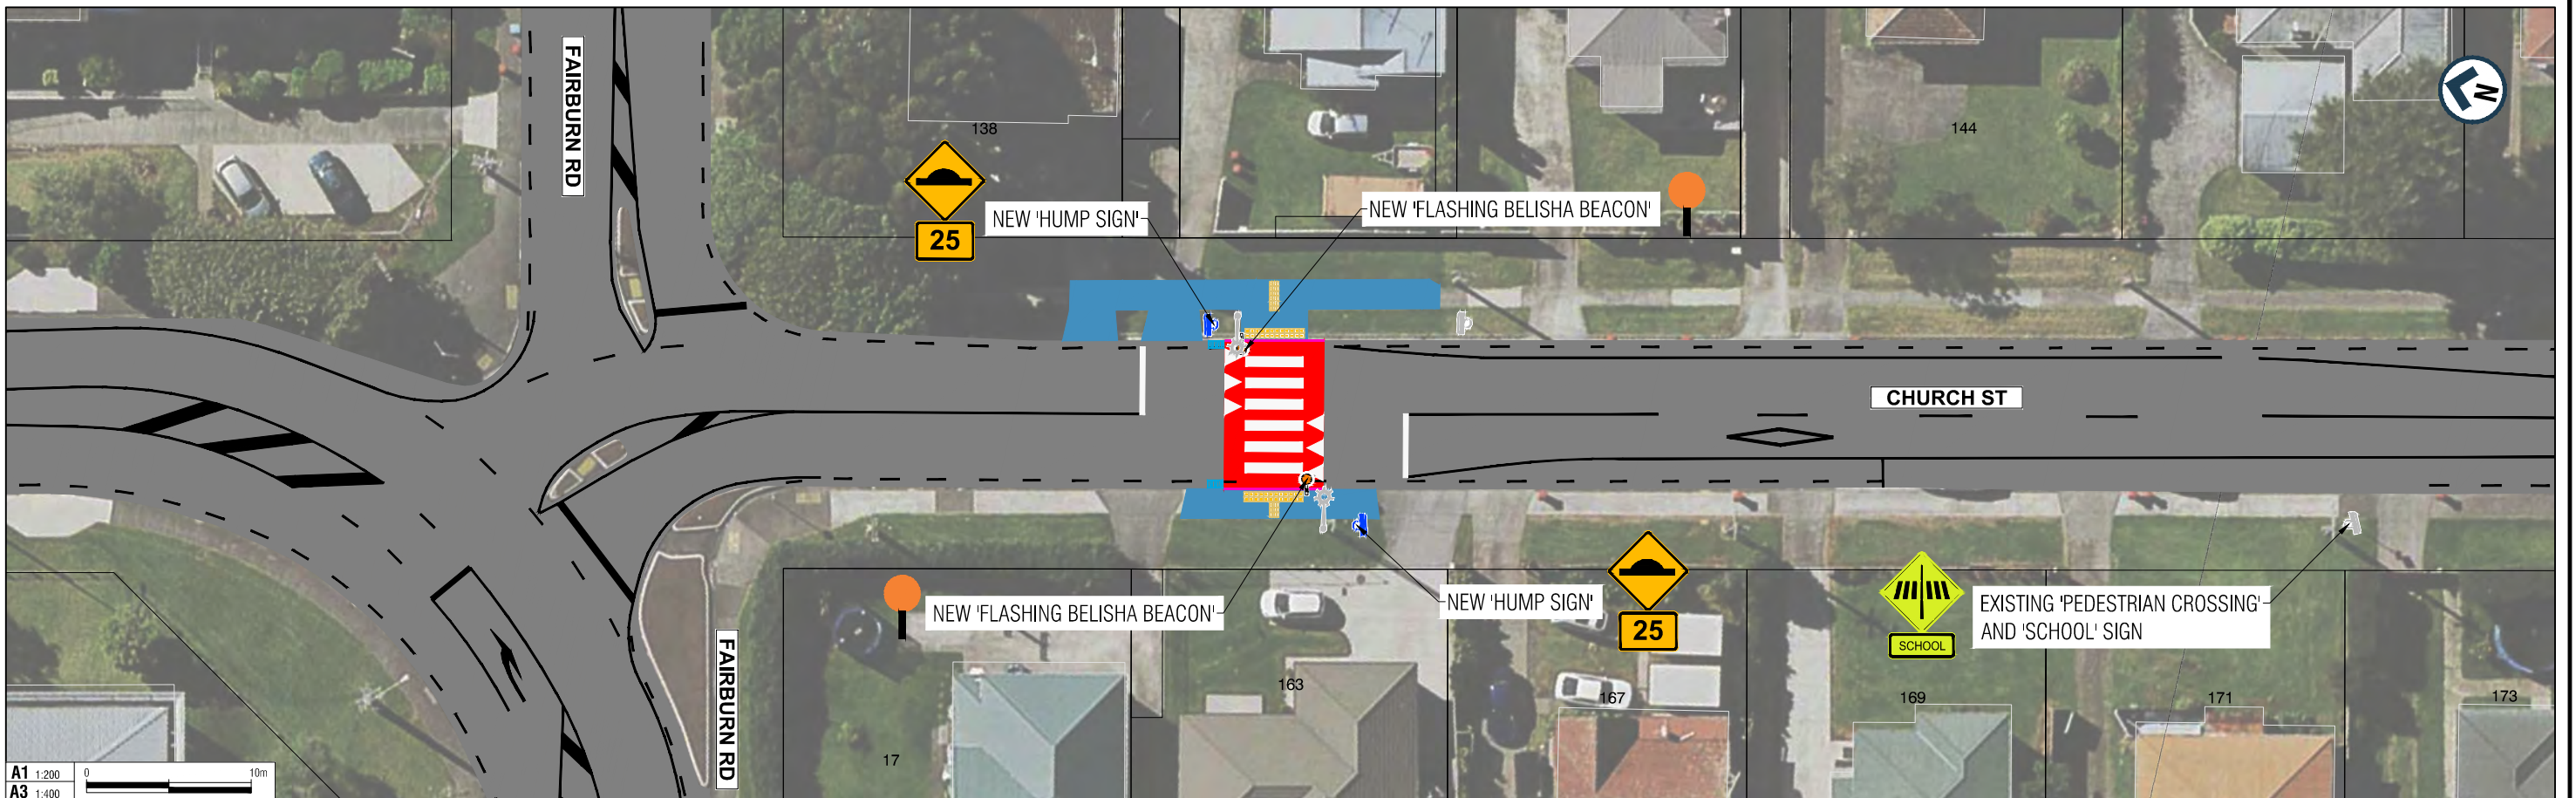 FAIRBURN RD
138
144
N
25
NEW 'HUMP SIGN'
NEW 'FLASHING BELISHA BEACON'
CHURCH ST
NEW 'FLASHING BELISHA BEACON'
NEW 'HUMP SIGN'
25
SCHOOL
EXISTING 'PEDESTRIAN CROSSING'
AND 'SCHOOL' SIGN
FAIRBURN RD
17
163
167
169
171
173
A1 1:200
A3 1:400
0 10m